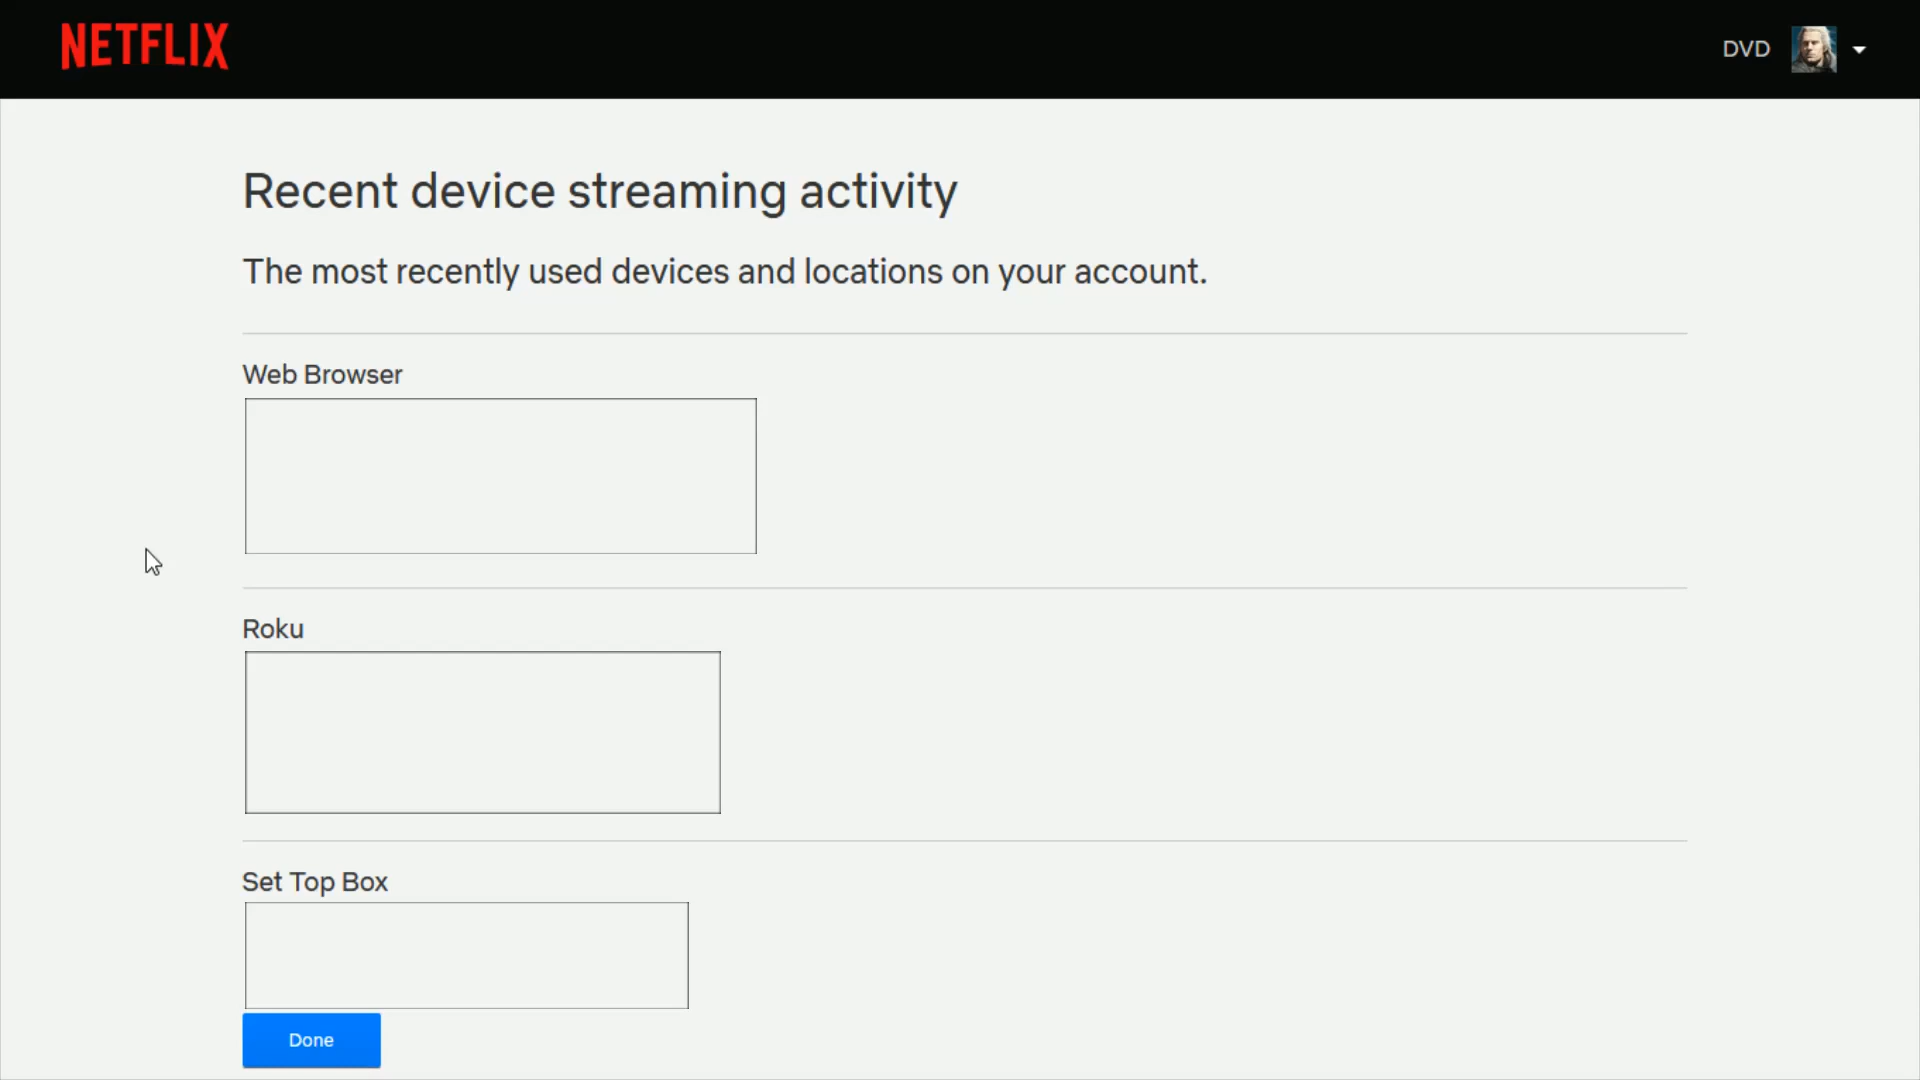 NETFLIX
DVD
Recent device streaming activity
The most recently used devices and locations on your account.
Web Browser
Roku
Set Top Box
Done